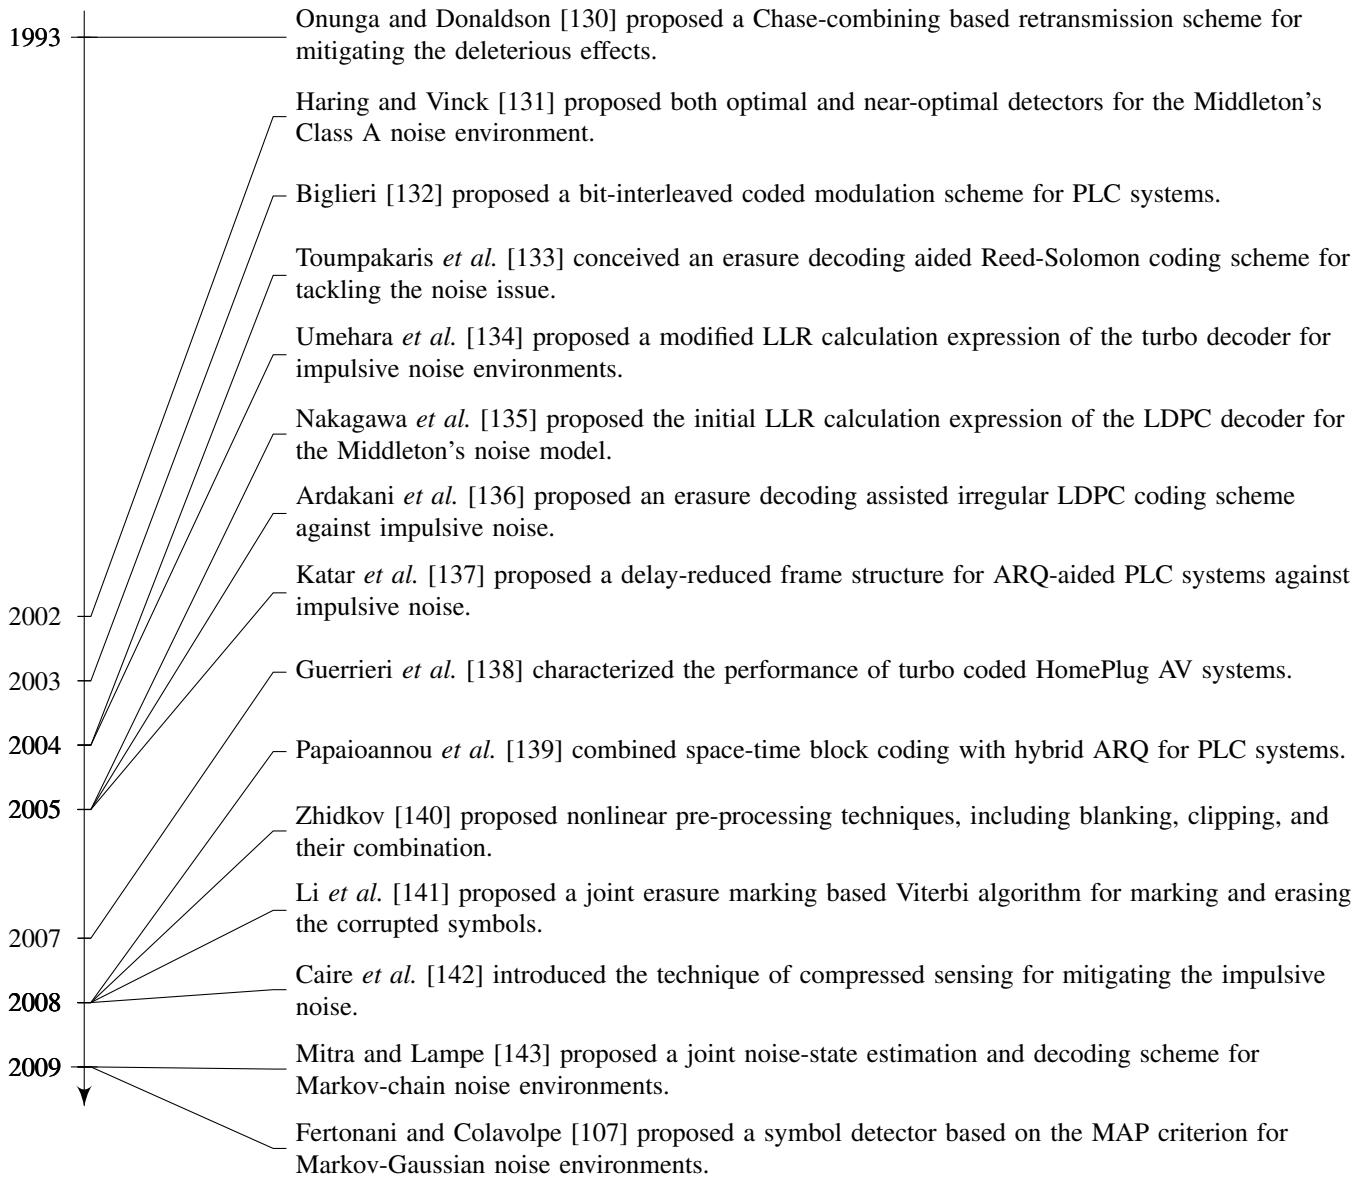 1993
Onunga and Donaldson [130] proposed a Chase-combining based retransmission scheme for
mitigating the deleterious effects.
Haring and Vinck [131] proposed both optimal and near-optimal detectors for the Middleton's
Class A noise environment.
Biglieri [132] proposed a bit-interleaved coded modulation scheme for PLC systems.
Toumpakaris et al. [133] conceived an erasure decoding aided Reed-Solomon coding scheme for
tackling the noise issue.
Umehara et al. [134] proposed a modified LLR calculation expression of the turbo decoder for
impulsive noise environments.
Nakagawa et al. [135] proposed the initial LLR calculation expression of the LDPC decoder for
the Middleton's noise model.
Ardakani et al. [136] proposed an erasure decoding assisted irregular LDPC coding scheme
against impulsive noise.
Katar et al. [137] proposed a delay-reduced frame structure for ARQ-aided PLC systems against
impulsive noise.
2002
Guerrieri et al. [138] characterized the performance of turbo coded HomePlug AV systems.
2003
2004
Papaioannou et al. [139] combined space-time block coding with hybrid ARQ for PLC systems.
2005
Zhidkov [140] proposed nonlinear pre-processing techniques, including blanking, clipping, and
their combination.
Li et al. [141] proposed a joint erasure marking based Viterbi algorithm for marking and erasing
the corrupted symbols.
2007
Caire et al. [142] introduced the technique of compressed sensing for mitigating the impulsive
noise.
2008
Mitra and Lampe [143] proposed a joint noise-state estimation and decoding scheme for
Markov-chain noise environments.
2009
Fertonani and Colavolpe [107] proposed a symbol detector based on the MAP criterion for
Markov-Gaussian noise environments.